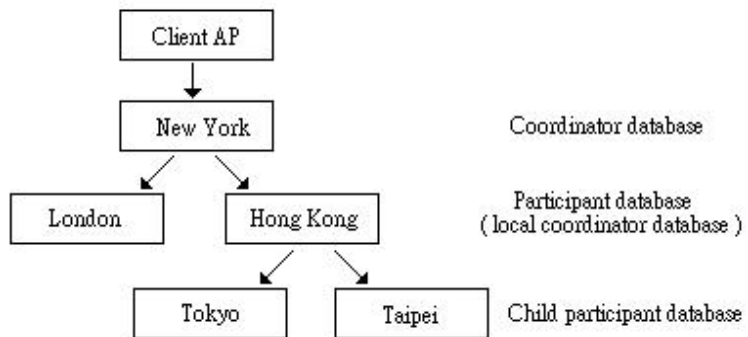 Client AP
New York
Coordinator database
London
Hong Kong
Participant database
( local coordinator database )
Tokyo
Taipei
Child participant database